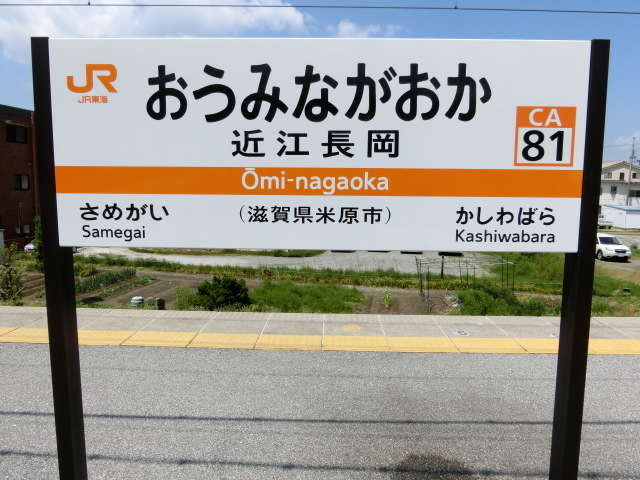 JR
JR東海
おうみながおか
近江長岡
CA
81
Ōmi-nagaoka
さめがい
Samegai
(滋賀県米原市)
かしわばら
Kashiwabara